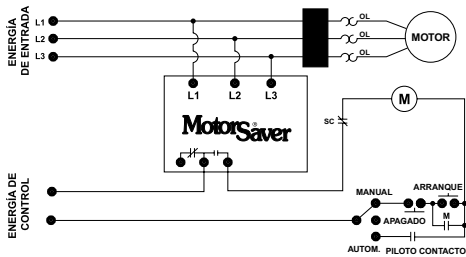 ENERGÍA
DE ENTRADA
L1
L2
L3
OL
OL
OL
MOTOR
L1 L2 L3
MotorSaver®
SC
M
ENERGÍA DE
CONTROL
MANUAL
ARRANQUE
APAGADO
M
AUTOM. PILOTO CONTACTO